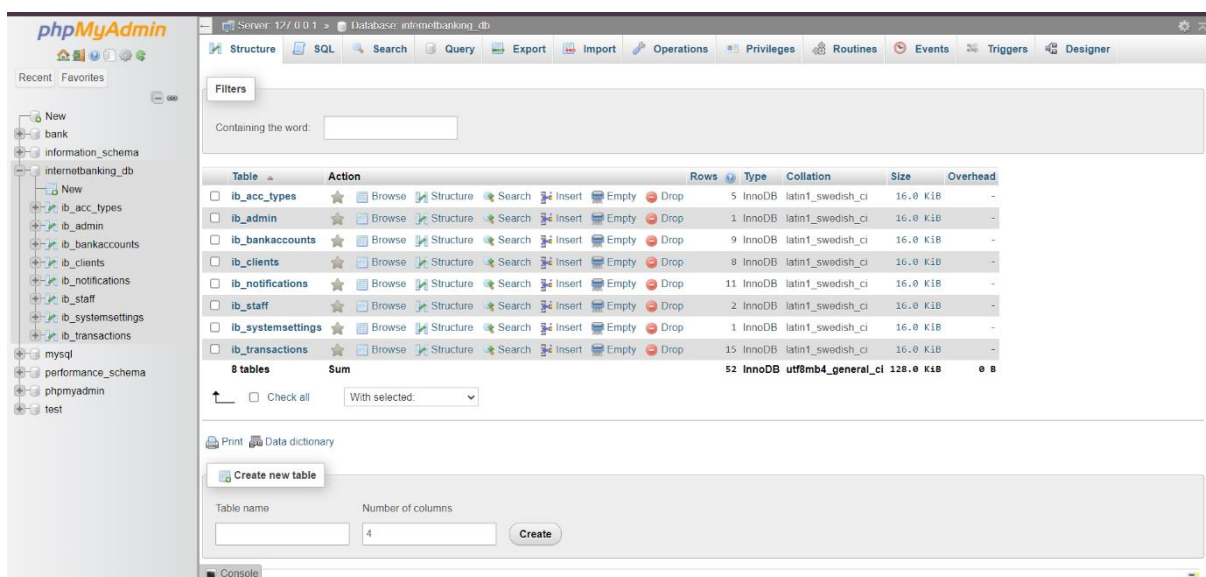 phpMyAdmin
Recent Favorites
New
bank
information_schema
internetbanking_db
New
ib_acc_types
ib_admin
ib_bankaccounts
ib_clients
ib_notifications
ib_staff
ib_systemsettings
ib_transactions
mysql
performance_schema
phpmyadmin
test
Server: 127.0.0.1 » Database: internetbanking_db
Structure SQL Search Query Export Import Operations Privileges Routines Events Triggers Designer
Filters
Containing the word:
Table Action Rows Type Collation Size Overhead
ib_acc_types Browse Structure Search Insert Empty Drop 5 InnoDB latin1_swedish_ci 16.0 KiB -
ib_admin Browse Structure Search Insert Empty Drop 1 InnoDB latin1_swedish_ci 16.0 KiB -
ib_bankaccounts Browse Structure Search Insert Empty Drop 9 InnoDB latin1_swedish_ci 16.0 KiB -
ib_clients Browse Structure Search Insert Empty Drop 8 InnoDB latin1_swedish_ci 16.0 KiB -
ib_notifications Browse Structure Search Insert Empty Drop 11 InnoDB latin1_swedish_ci 16.0 KiB -
ib_staff Browse Structure Search Insert Empty Drop 2 InnoDB latin1_swedish_ci 16.0 KiB -
ib_systemsettings Browse Structure Search Insert Empty Drop 1 InnoDB latin1_swedish_ci 16.0 KiB -
ib_transactions Browse Structure Search Insert Empty Drop 15 InnoDB latin1_swedish_ci 16.0 KiB -
8 tables Sum 52 InnoDB utf8mb4_general_ci 128.0 KiB 0 B
Check all With selected:
Print Data dictionary
Create new table
Table name Number of columns
4 Create
Console